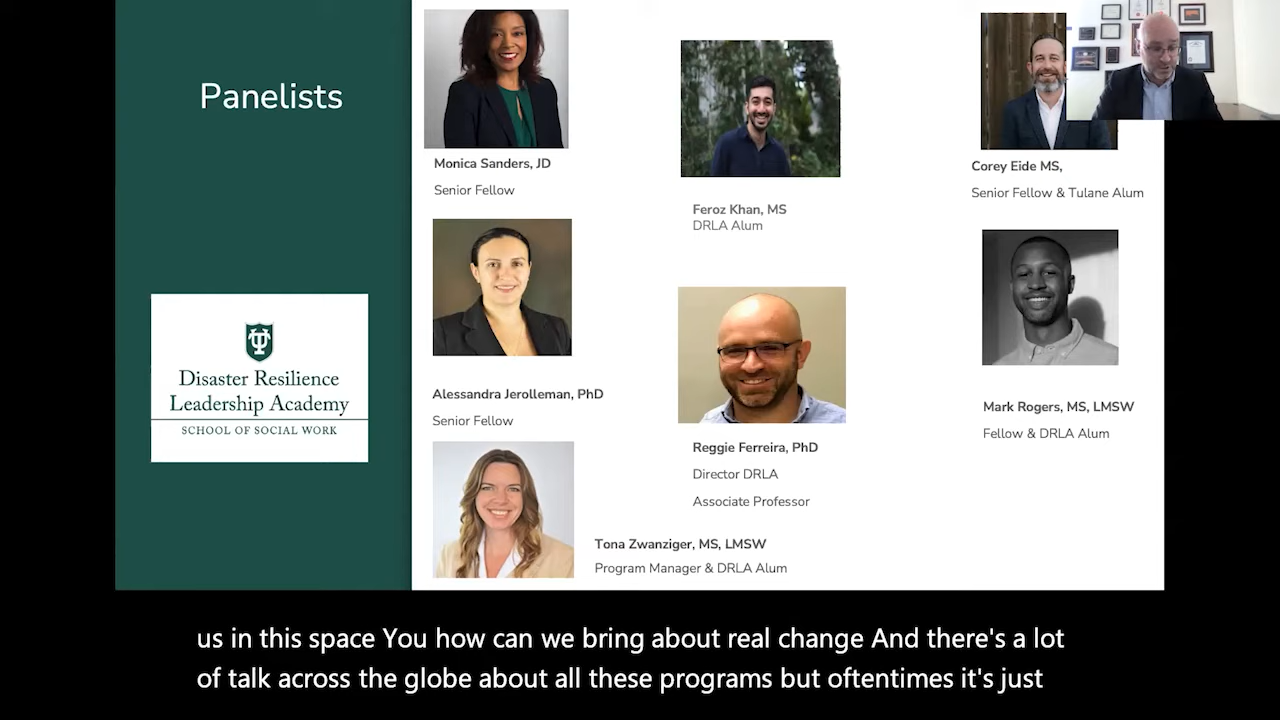 Panelists
Disaster Resilience
Leadership Academy
SCHOOL OF SOCIAL WORK
Monica Sanders, JD
Senior Fellow
Feroz Khan, MS
DRLA Alum
Corey Eide MS,
Senior Fellow & Tulane Alum
Alessandra Jerolleman, PhD
Senior Fellow
Reggie Ferreira, PhD
Director DRLA
Associate Professor
Mark Rogers, MS, LMSW
Fellow & DRLA Alum
Tona Zwanziger, MS, LMSW
Program Manager & DRLA Alum
us in this space You how can we bring about real change And there's a lot
of talk across the globe about all these programs but oftentimes it's just